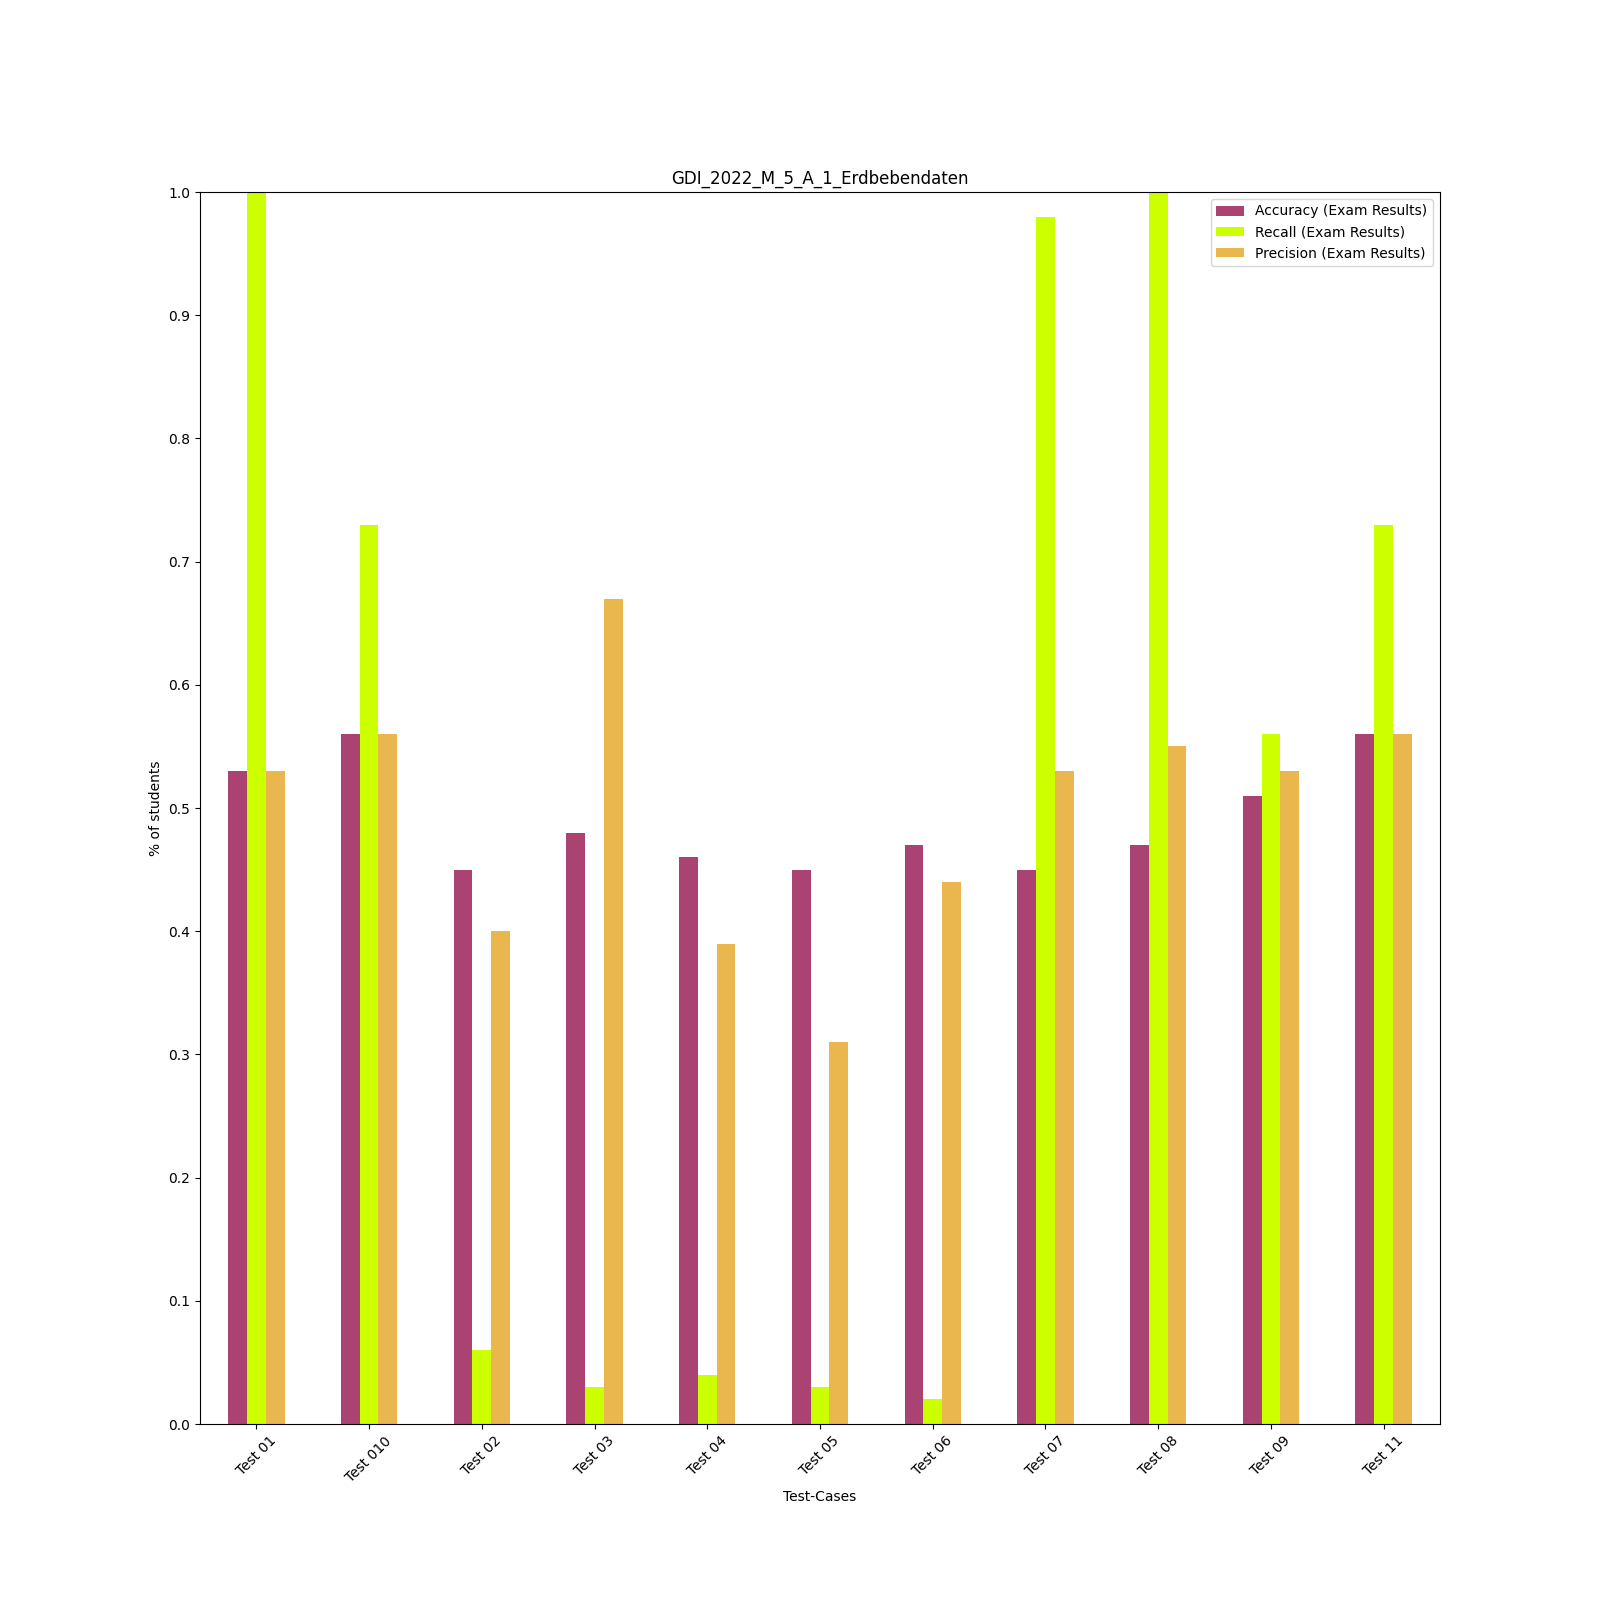 GDI_2022_M_5_A_1_Erdbebendaten
Accuracy (Exam Results)
Recall (Exam Results)
Precision (Exam Results)
% of students
1.0
0.9
0.8
0.7
0.6
0.5
0.4
0.3
0.2
0.1
0.0
Test 01
Test 010
Test 02
Test 03
Test 04
Test 05
Test 06
Test 07
Test 08
Test 09
Test 11
Test-Cases